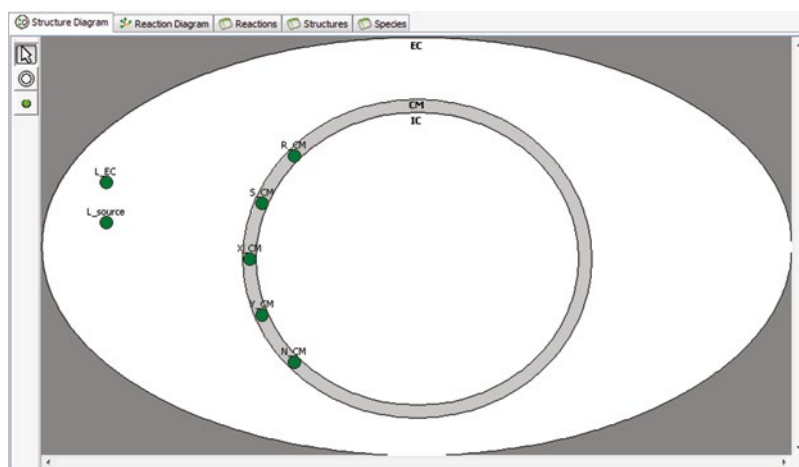 Structure Diagram Reaction Diagram Reactions Structures Species
EC
CM
IC
R_CM
L_EC
S_CM
L_source
X_CM
Y_CM
N_CM